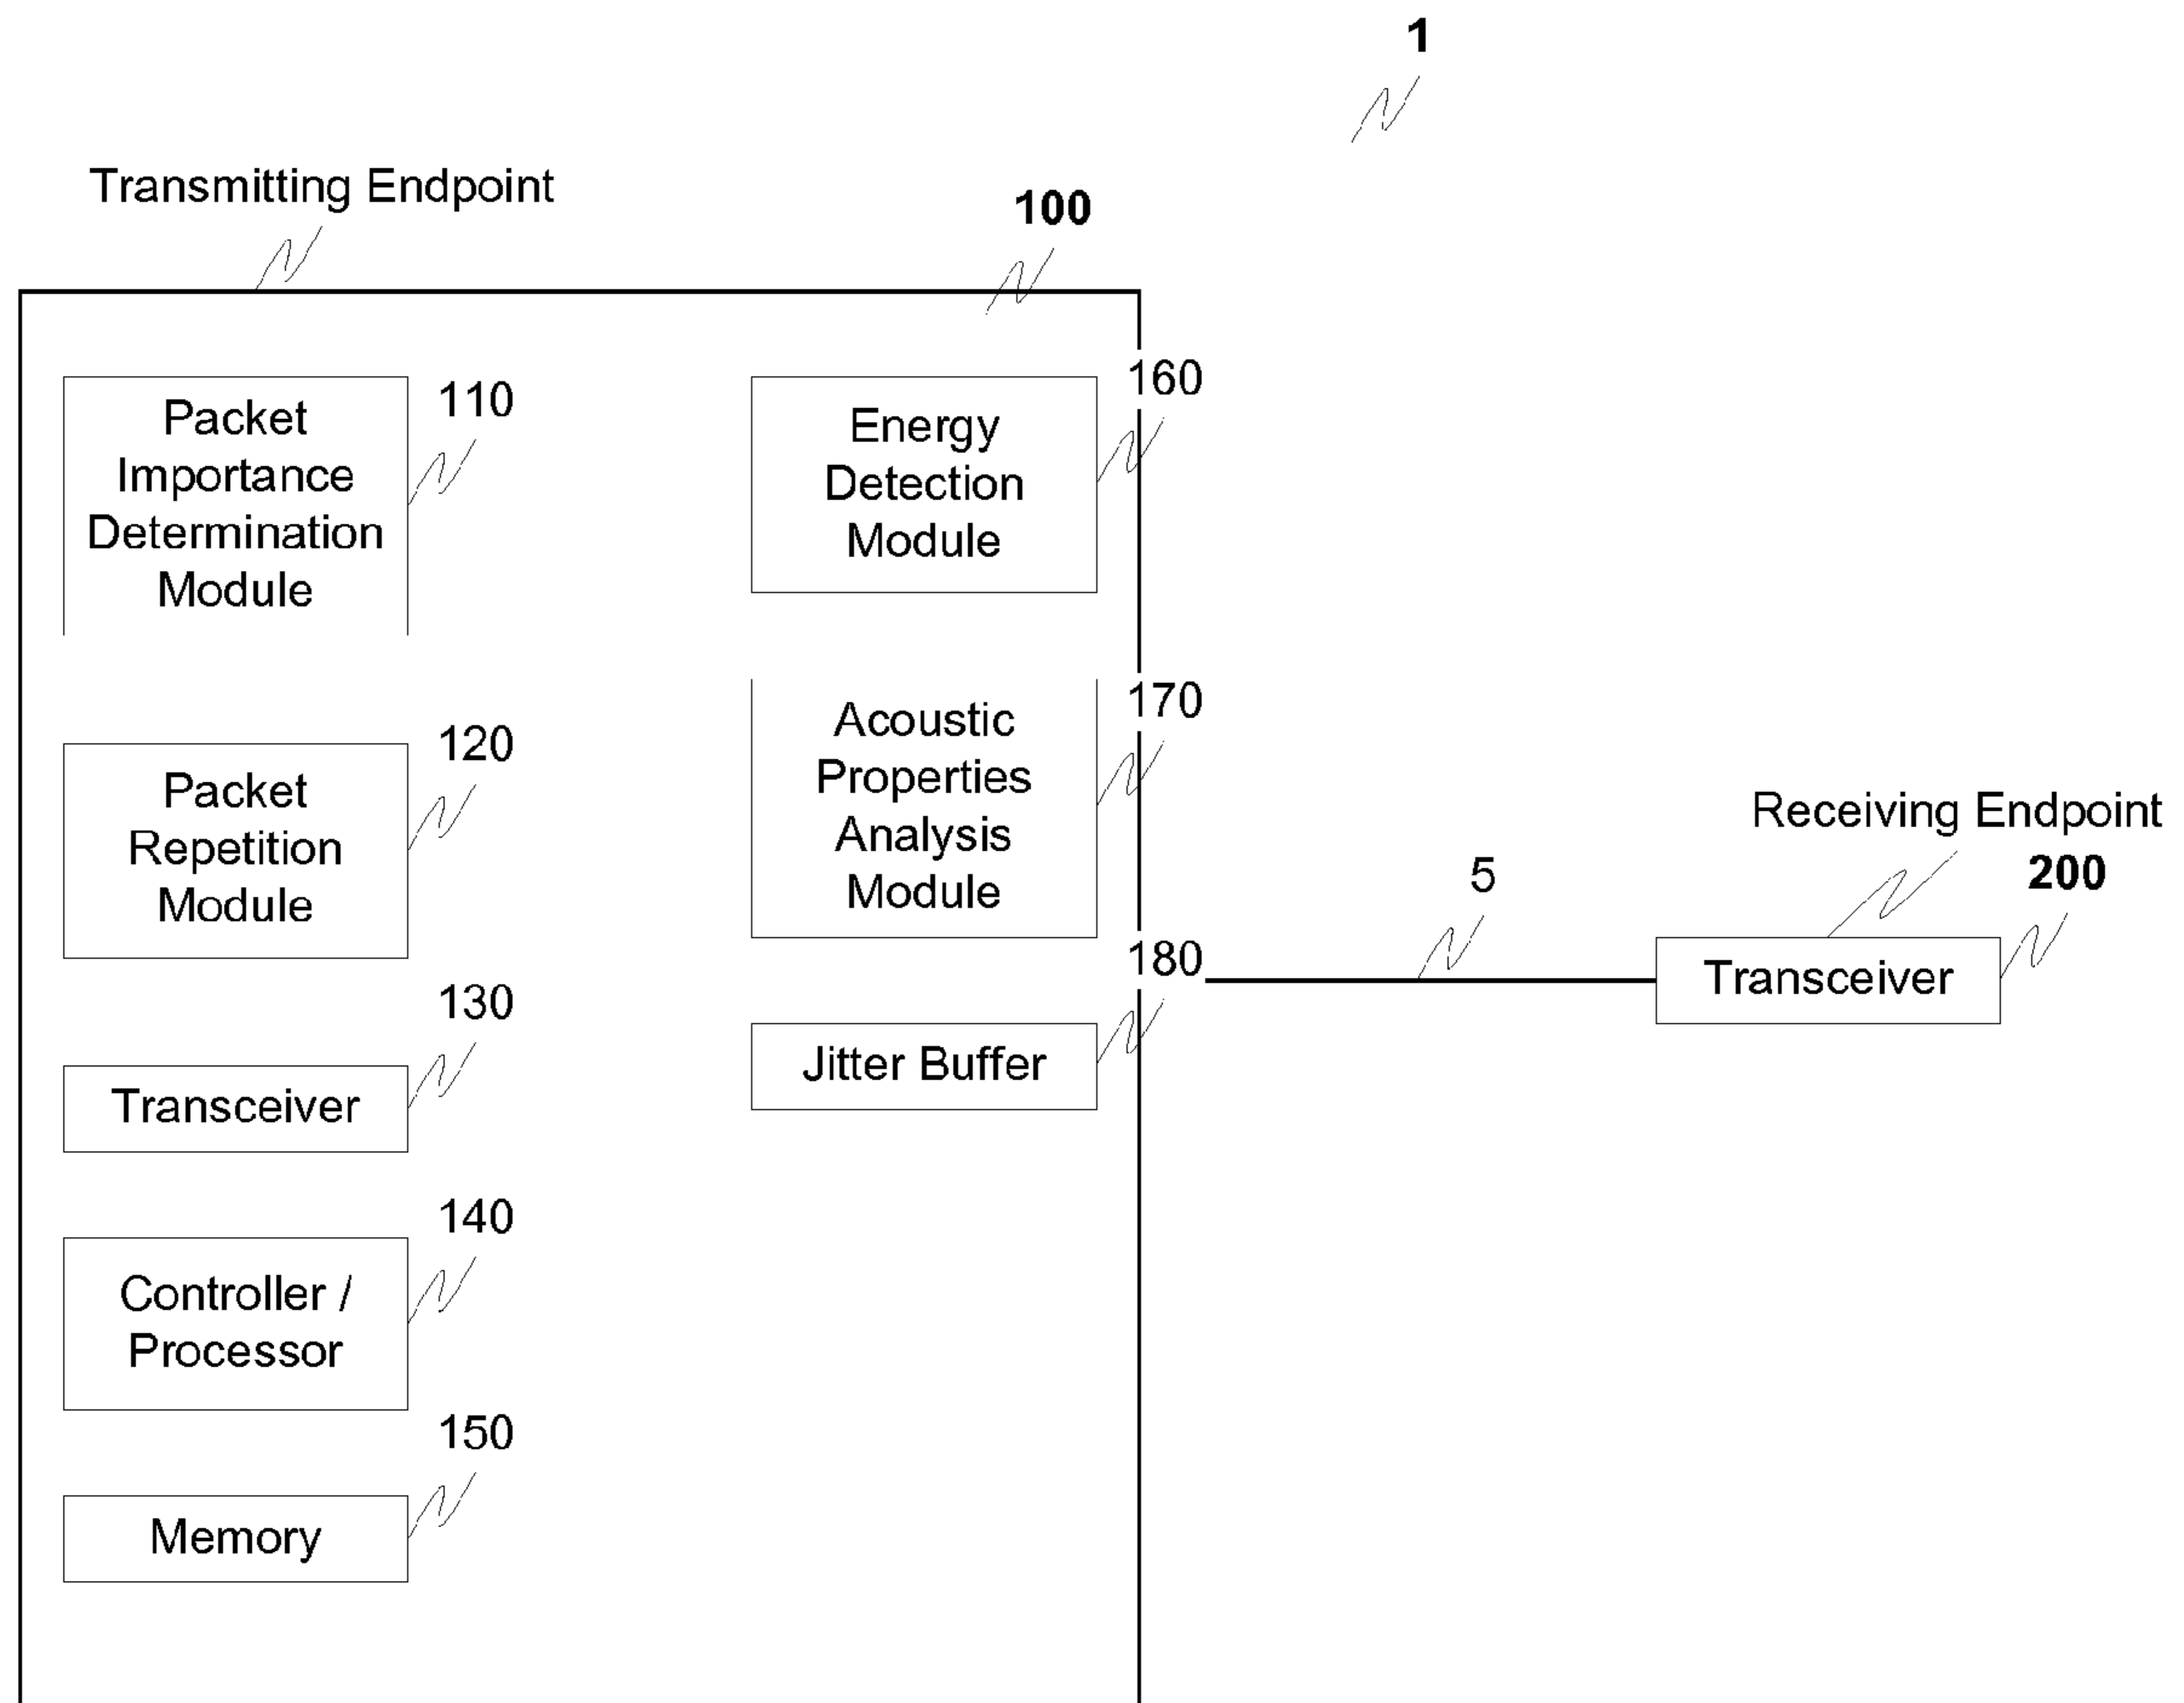 1
Transmitting Endpoint
100
Packet
Importance
Determination
Module
110
Packet
Repetition
Module
120
Transceiver
130
Controller /
Processor
140
Memory
150
Energy
Detection
Module
160
Acoustic
Properties
Analysis
Module
170
Jitter Buffer
180
5
Receiving Endpoint
200
Transceiver